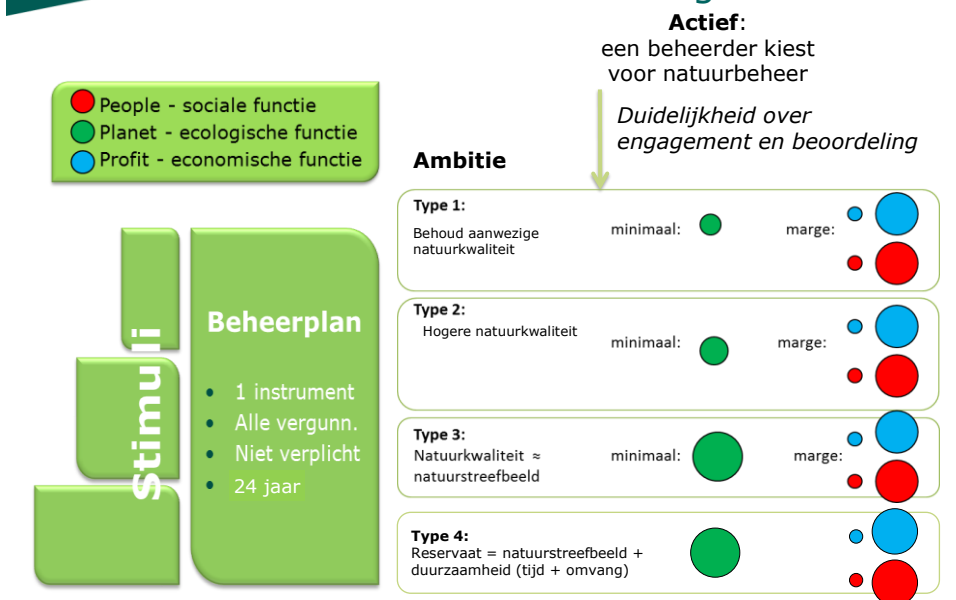 Actief:
een beheerder kiest
voor natuurbeheer
Duidelijkheid over
engagement en beoordeling
People - sociale functie
Planet - ecologische functie
Profit - economische functie
Ambitie
Type 1:
Behoud aanwezige
natuurkwaliteit
minimaal:
marge:
Type 2:
Hogere natuurkwaliteit
minimaal:
marge:
Type 3:
Natuurkwaliteit ≈
natuurstreefbeeld
minimaal:
marge:
Type 4:
Reservaat = natuurstreefbeeld +
duurzaamheid (tijd + omvang)
Stimuli
Beheerplan
• 1 instrument
• Alle vergunn.
• Niet verplicht
• 24 jaar